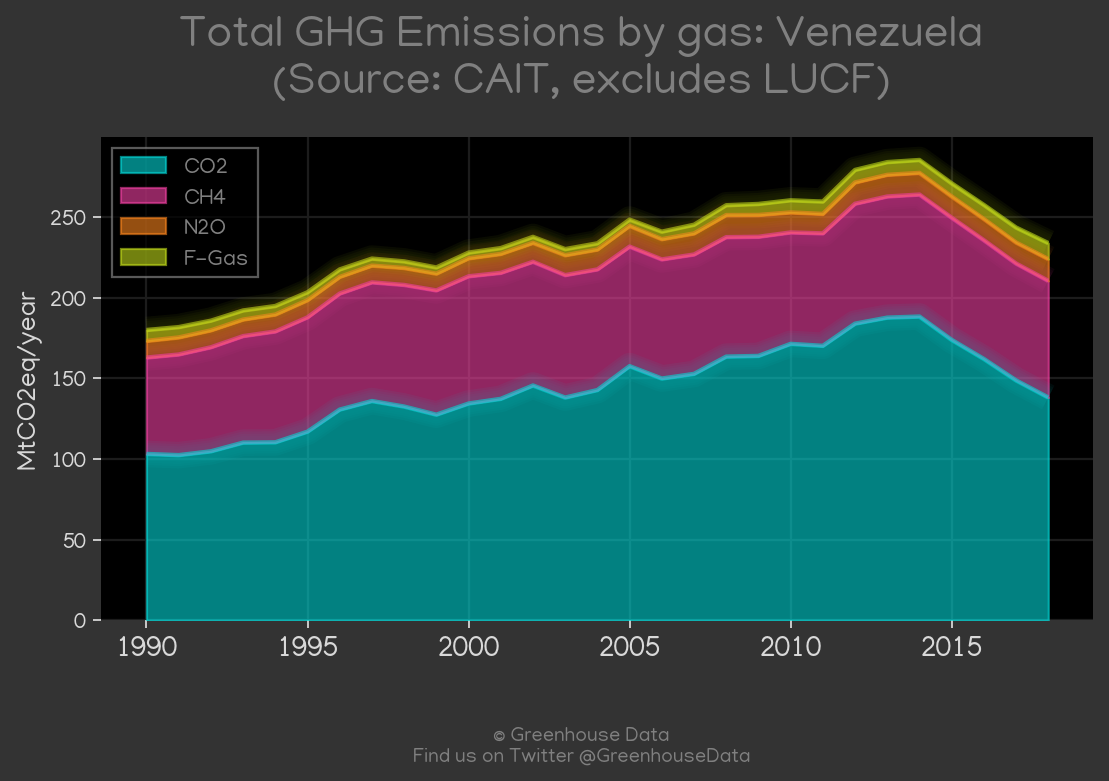 Total GHG Emissions by gas: Venezuela
(Source: CAIT, excludes LUCF)
CO2
CH4
N2O
F-Gas
MtCO2eq/year
250
200
150
100
50
0
1990 1995 2000 2005 2010 2015
© Greenhouse Data
Find us on Twitter @GreenhouseData